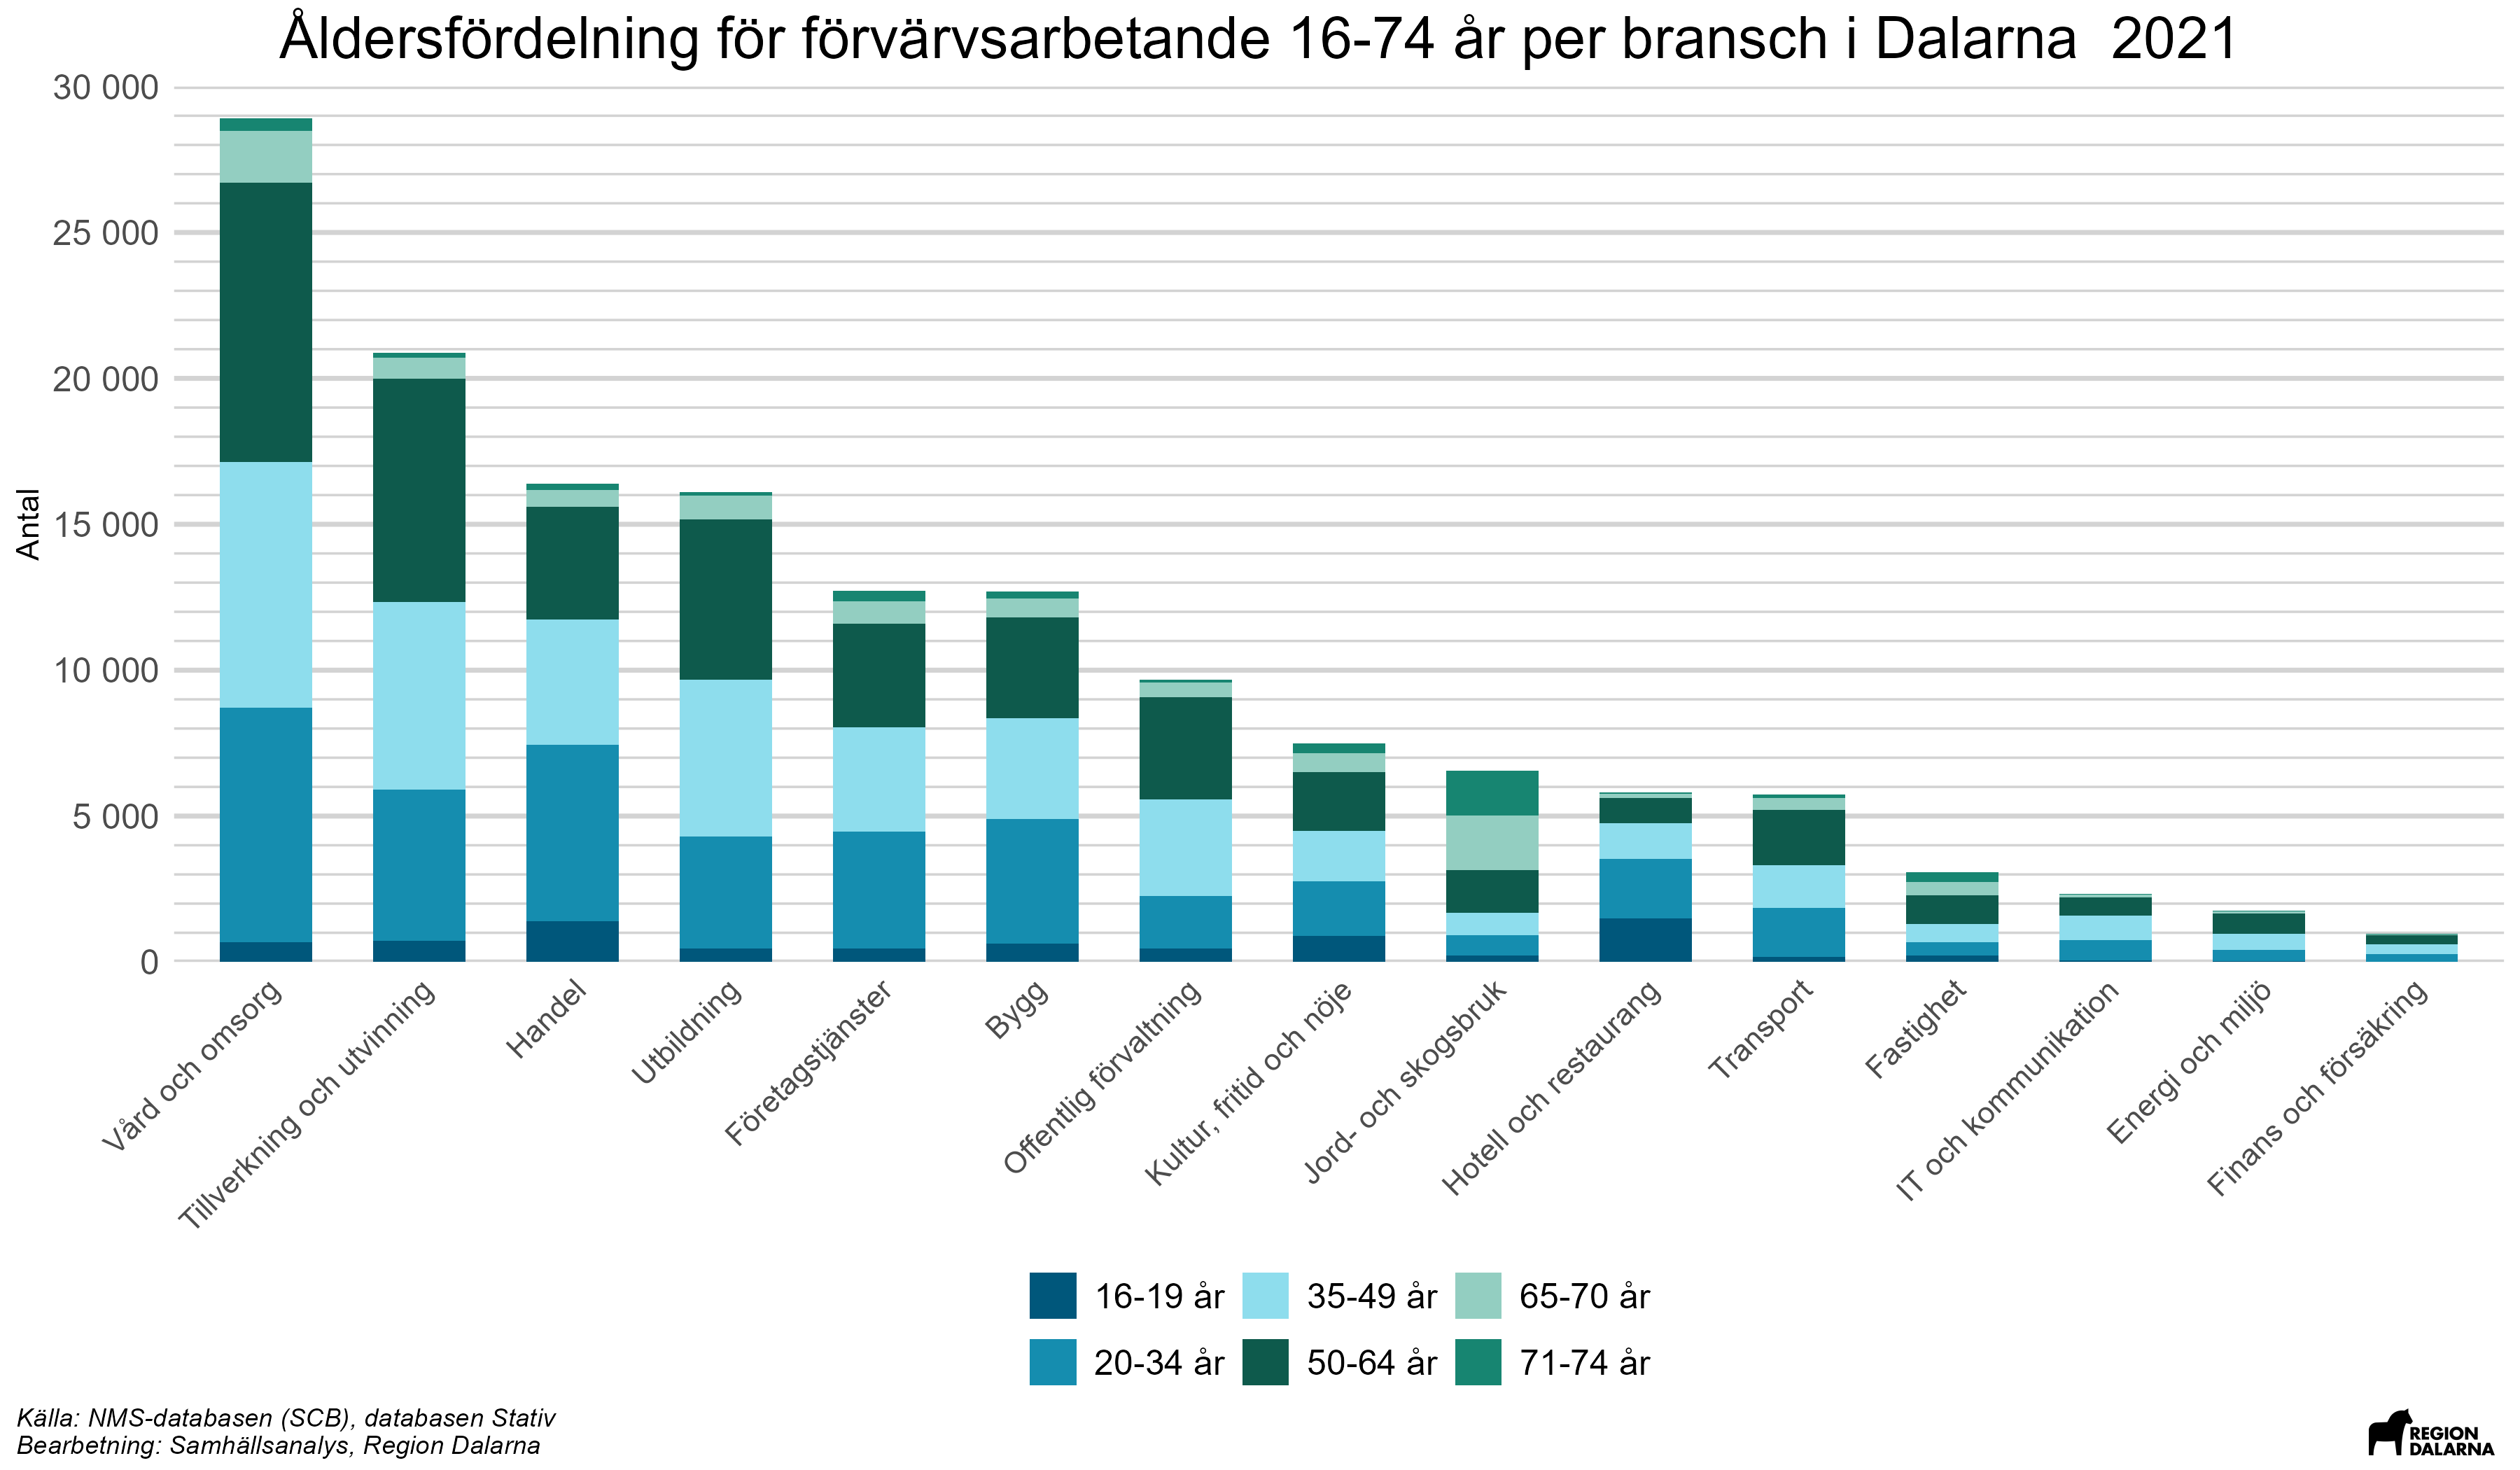 Åldersfördelning för förvärvsarbetande 16-74 år per bransch i Dalarna 2021
Antal
30 000
25 000
20 000
15 000
10 000
5 000
0
Vård och omsorg
Tillverkning och utvinning
Handel
Utbildning
Företagstjänster
Bygg
Offentlig förvaltning
Kultur, fritid och nöje
Jord- och skogsbruk
Hotell och restaurang
Transport
Fastighet
IT och kommunikation
Energi och miljö
Finans och försäkring
16-19 år
35-49 år
65-70 år
20-34 år
50-64 år
71-74 år
Källa: NMS-databasen (SCB), databasen Stativ
Bearbetning: Samhällsanalys, Region Dalarna
REGION
DALARNA